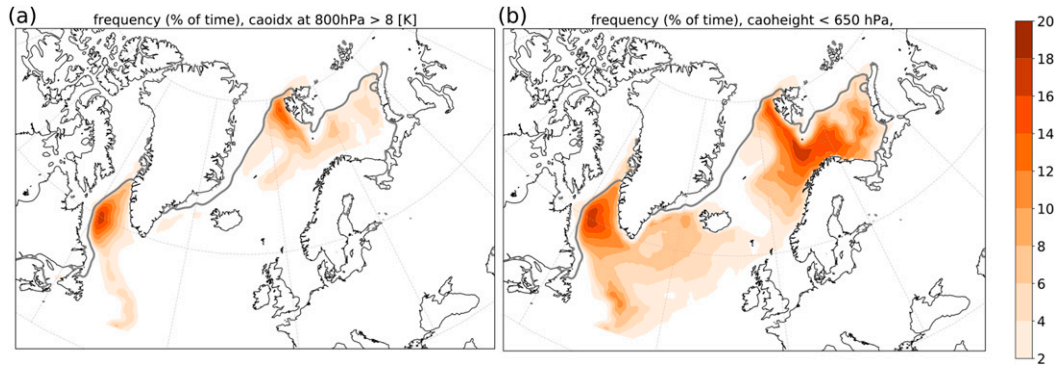 (a)
frequency (% of time), caoidx at 800hPa > 8 [K]
(b)
frequency (% of time), caoheight < 650 hPa,
20
18
16
14
12
10
8
6
4
2